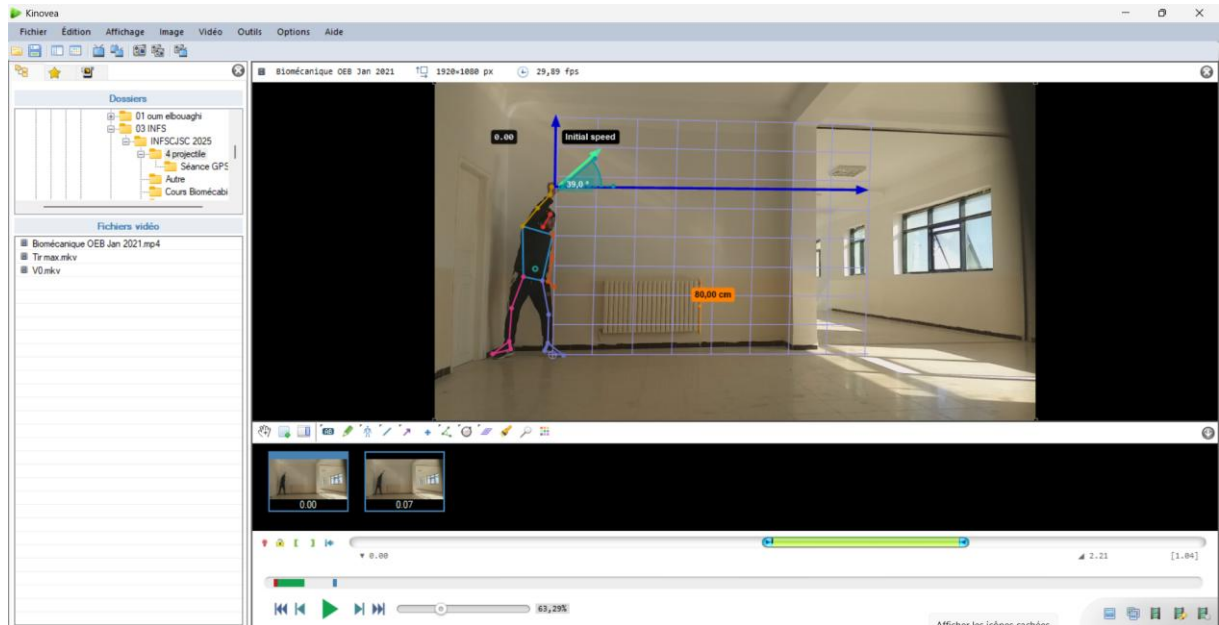 Kinovea
Fichier Édition Affichage Image Vidéo Outils Options Aide
Biomécanique OEB Jan 2021 1920×1080 px 29,89 fps
Dossiers
01 oum elbouaghi
03 INFS
INFSCJSC 2025
4 projectile
Séance GPS
Autre
Cours Biomécabi
Fichiers vidéo
Biomécanique OEB Jan 2021.mp4
Tir max.mkv
V0.mkv
0.00
Initial speed
39,0 °
80,00 cm
0.00
0.07
0.00
2.21
[1.04]
63,29%
Afficher les icônes cachées